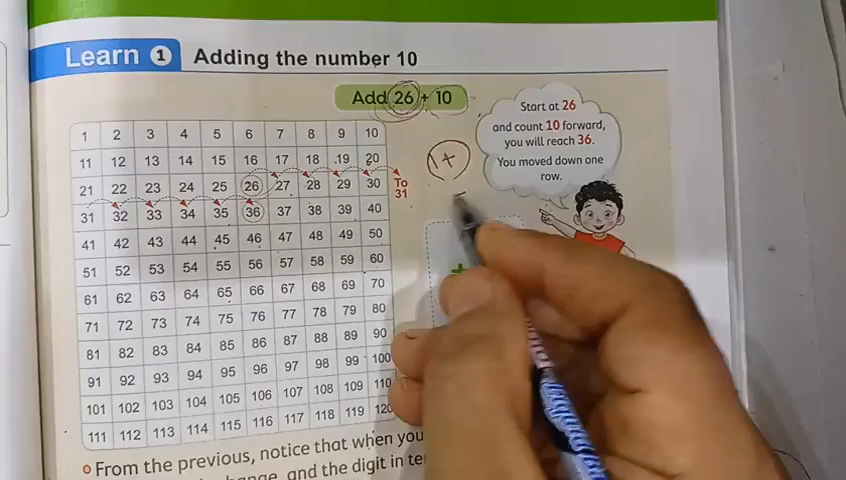 Learn 1 Adding the number 10
Add 26 + 10
Start at 26
and count 10 forward,
you will reach 36.
You moved down one
row.
1+
1 2 3 4 5 6 7 8 9 10
11 12 13 14 15 16 17 18 19 20
21 22 23 24 25 26 27 28 29 30 To 31
31 32 33 34 35 36 37 38 39 40
41 42 43 44 45 46 47 48 49 50
51 52 53 54 55 56 57 58 59 60
61 62 63 64 65 66 67 68 69 70
71 72 73 74 75 76 77 78 79 80
81 82 83 84 85 86 87 88 89 90
91 92 93 94 95 96 97 98 99 100
101 102 103 104 105 106 107 108 109 110
111 112 113 114 115 116 117 118 119 120
+
From the previous, notice that when you
and the digit in